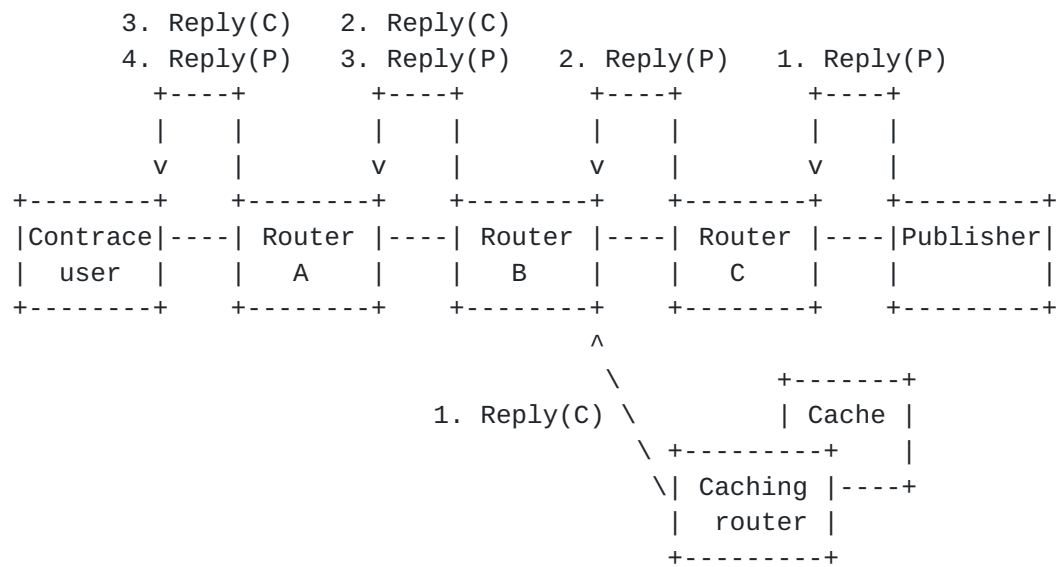 3. Reply(C)   2. Reply(C)
4. Reply(P)   3. Reply(P)   2. Reply(P)   1. Reply(P)
Contrace   Router   Router   Router   Publisher
user   A   B   C
Cache
1. Reply(C)
Caching
router